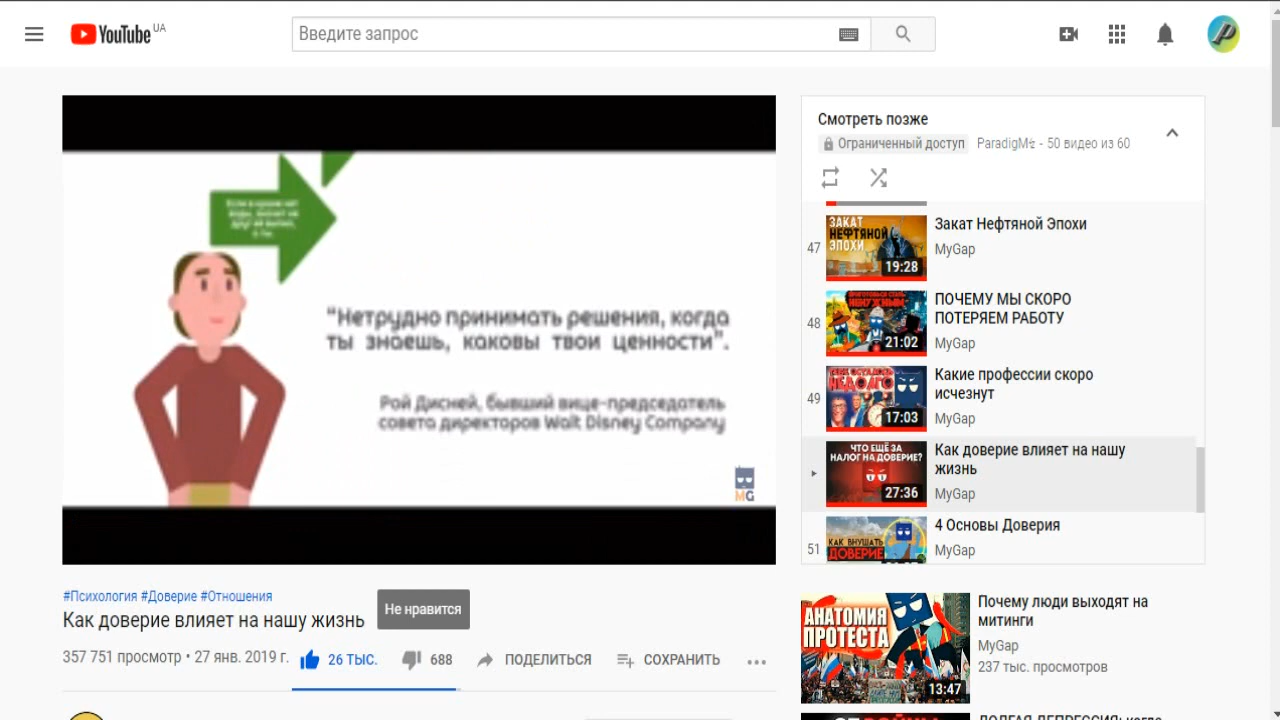 YouTube UA
Введите запрос
"Нетрудно принимать решения, когда
ты знаешь, каковы твои ценности".
Рой Дисней, бывший вице-председатель
совета директоров Walt Disney Company
MG
#Психология #Доверие #Отношения
Как доверие влияет на нашу жизнь
Не нравится
357 751 просмотр • 27 янв. 2019 г.
26 ТЫС.
688
ПОДЕЛИТЬСЯ
СОХРАНИТЬ
Смотреть позже
Ограниченный доступ
ParadigM - 50 видео из 60
47
ЗАКАТ
НЕФТЯНОЙ
ЭПОХИ
19:28
Закат Нефтяной Эпохи
MyGap
48
21:02
ПОЧЕМУ МЫ СКОРО
ПОТЕРЯЕМ РАБОТУ
MyGap
49
НЕДОЛГО
17:03
Какие профессии скоро
исчезнут
MyGap
ЧТО ЕЩЁ ЗА
НАЛОГ НА ДОВЕРИЕ?
27:36
Как доверие влияет на нашу
жизнь
MyGap
51
КАК ВНУШАТЬ
ДОВЕРИЕ
4 Основы Доверия
MyGap
АНАТОМИЯ
ПРОТЕСТА
13:47
Почему люди выходят на
митинги
MyGap
237 тыс. просмотров